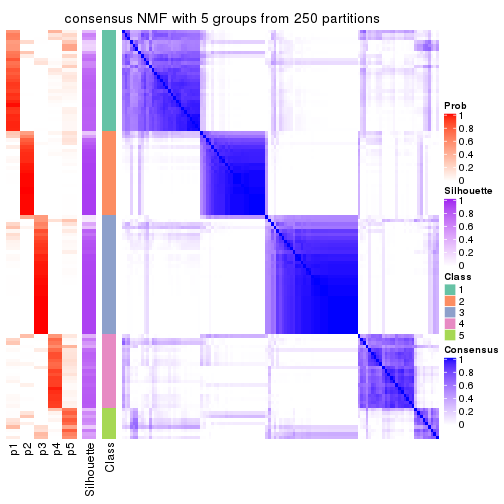 consensus NMF with 5 groups from 250 partitions
Prob
1
0.8
0.6
0.4
0.2
0
Silhouette
1
0.8
0.6
0.4
0.2
0
Class
1
2
3
4
5
Consensus
1
0.8
0.6
0.4
0.2
0
p1
p2
p3
p4
p5
Silhouette
Class